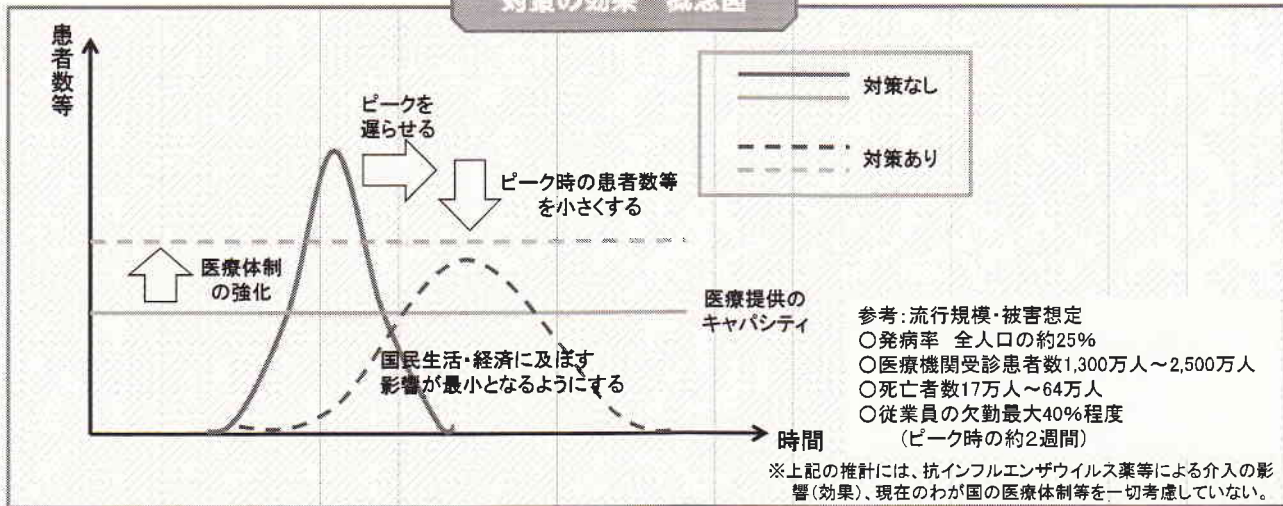 対策の効果 概念図
患者数等
ピークを
遅らせる
対策なし
対策あり
ピーク時の患者数等
を小さくする
医療体制
の強化
医療提供の
キャパシティ
国民生活・経済に及ぼす
影響が最小となるようにする
時間
参考:流行規模・被害想定
○発病率 全人口の約25%
○医療機関受診患者数1,300万人~2,500万人
○死亡者数17万人~64万人
○従業員の欠勤最大40%程度
(ピーク時の約2週間)
※上記の推計には、抗インフルエンザウイルス薬等による介入の影
響(効果)、現在のわが国の医療体制等を一切考慮していない。